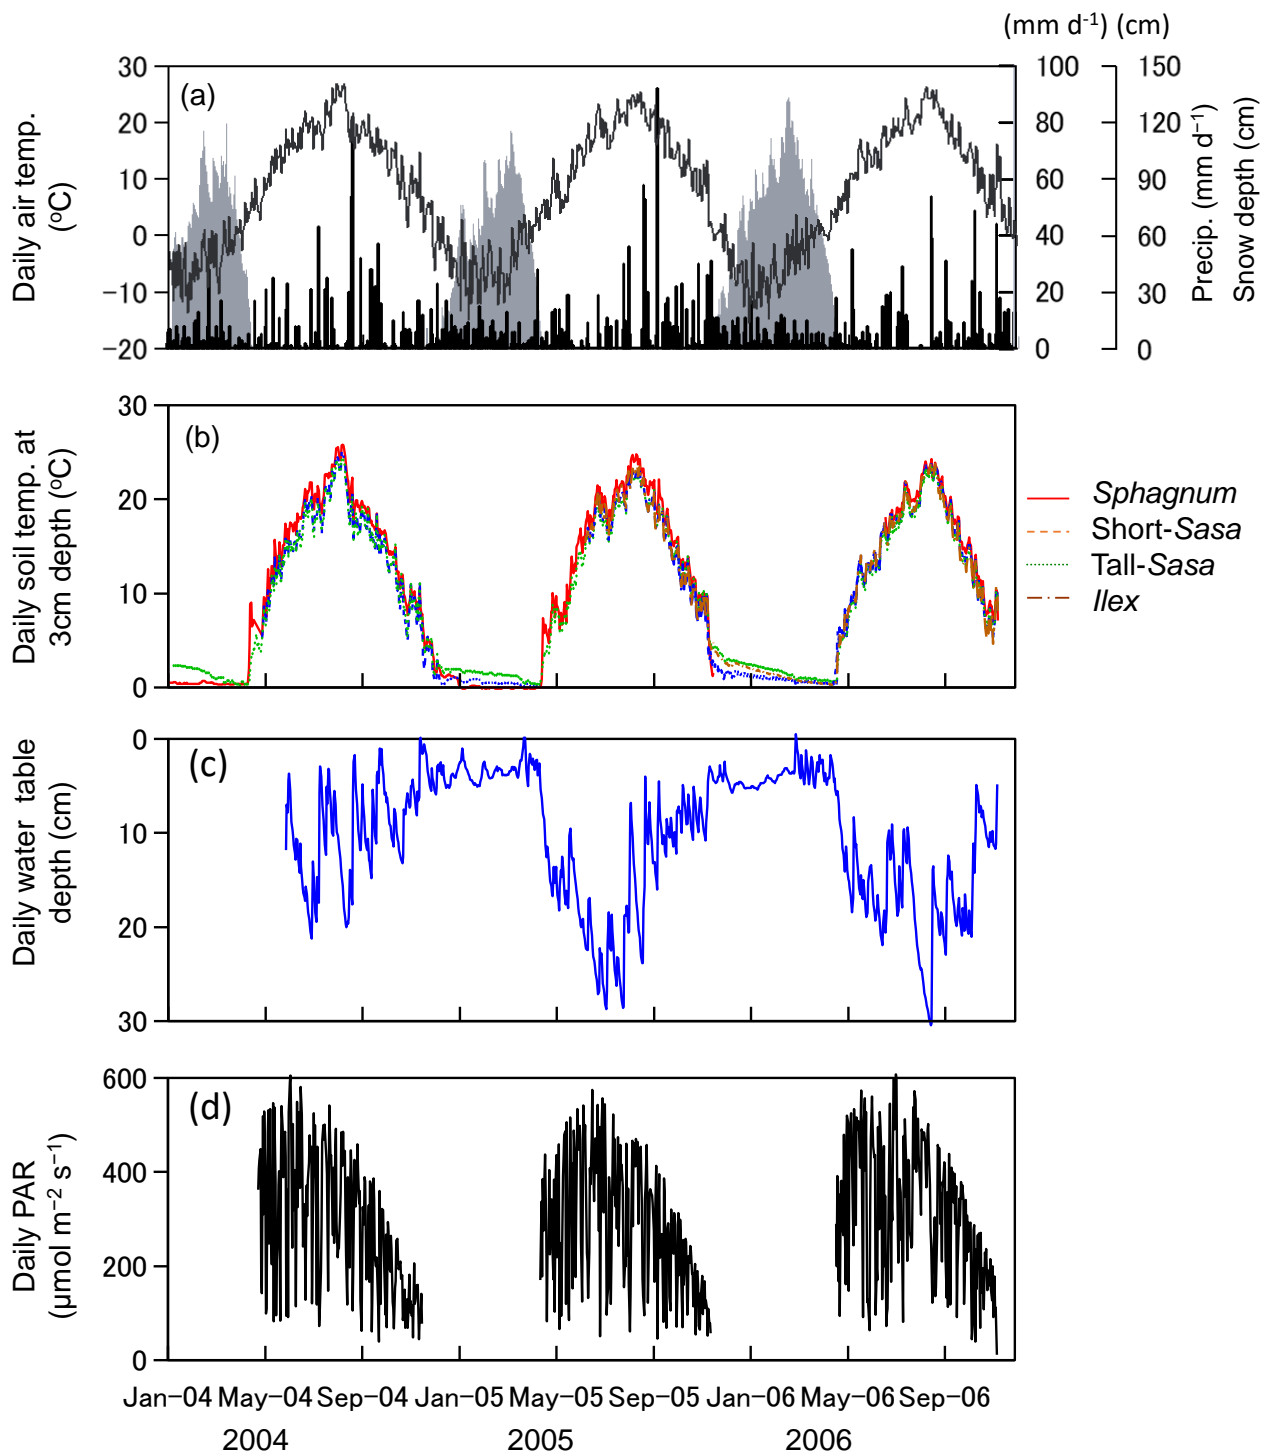 (mm d-1) (cm)
30 100 150
(a)
20 80 120
10 60 90
0 40 60
−10 20 30
−20 0 0
Daily air temp.
(oC)
Precip. (mm d-1)
Snow depth (cm)
30
(b)
20
10
0
Daily soil temp. at
3cm depth (oC)
Sphagnum
Short-Sasa
Tall-Sasa
Ilex
0
(c)
10
20
30
Daily water table
depth (cm)
600
(d)
400
200
0
Daily PAR
(μmol m−2 s−1)
Jan−04 May−04 Sep−04 Jan−05 May−05 Sep−05 Jan−06 May−06 Sep−06
2004 2005 2006